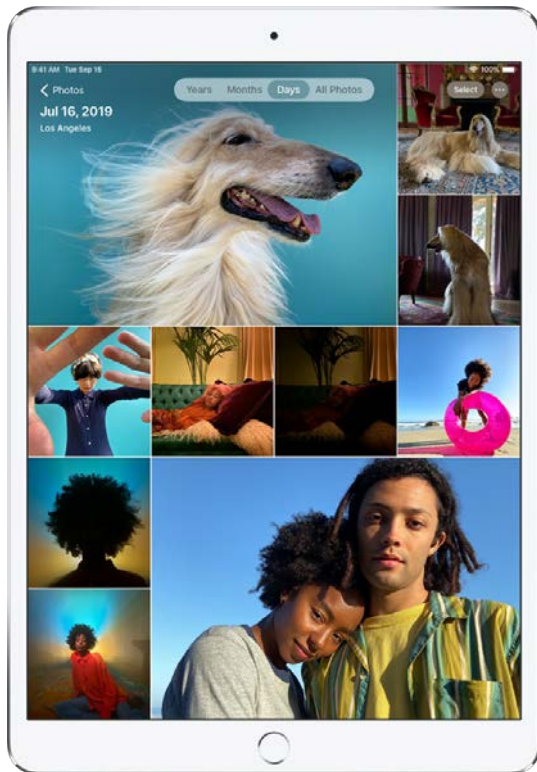 9:41 AM Tue Sep 15
100%
Photos
Years Months Days All Photos
Select
Jul 16, 2019
Los Angeles